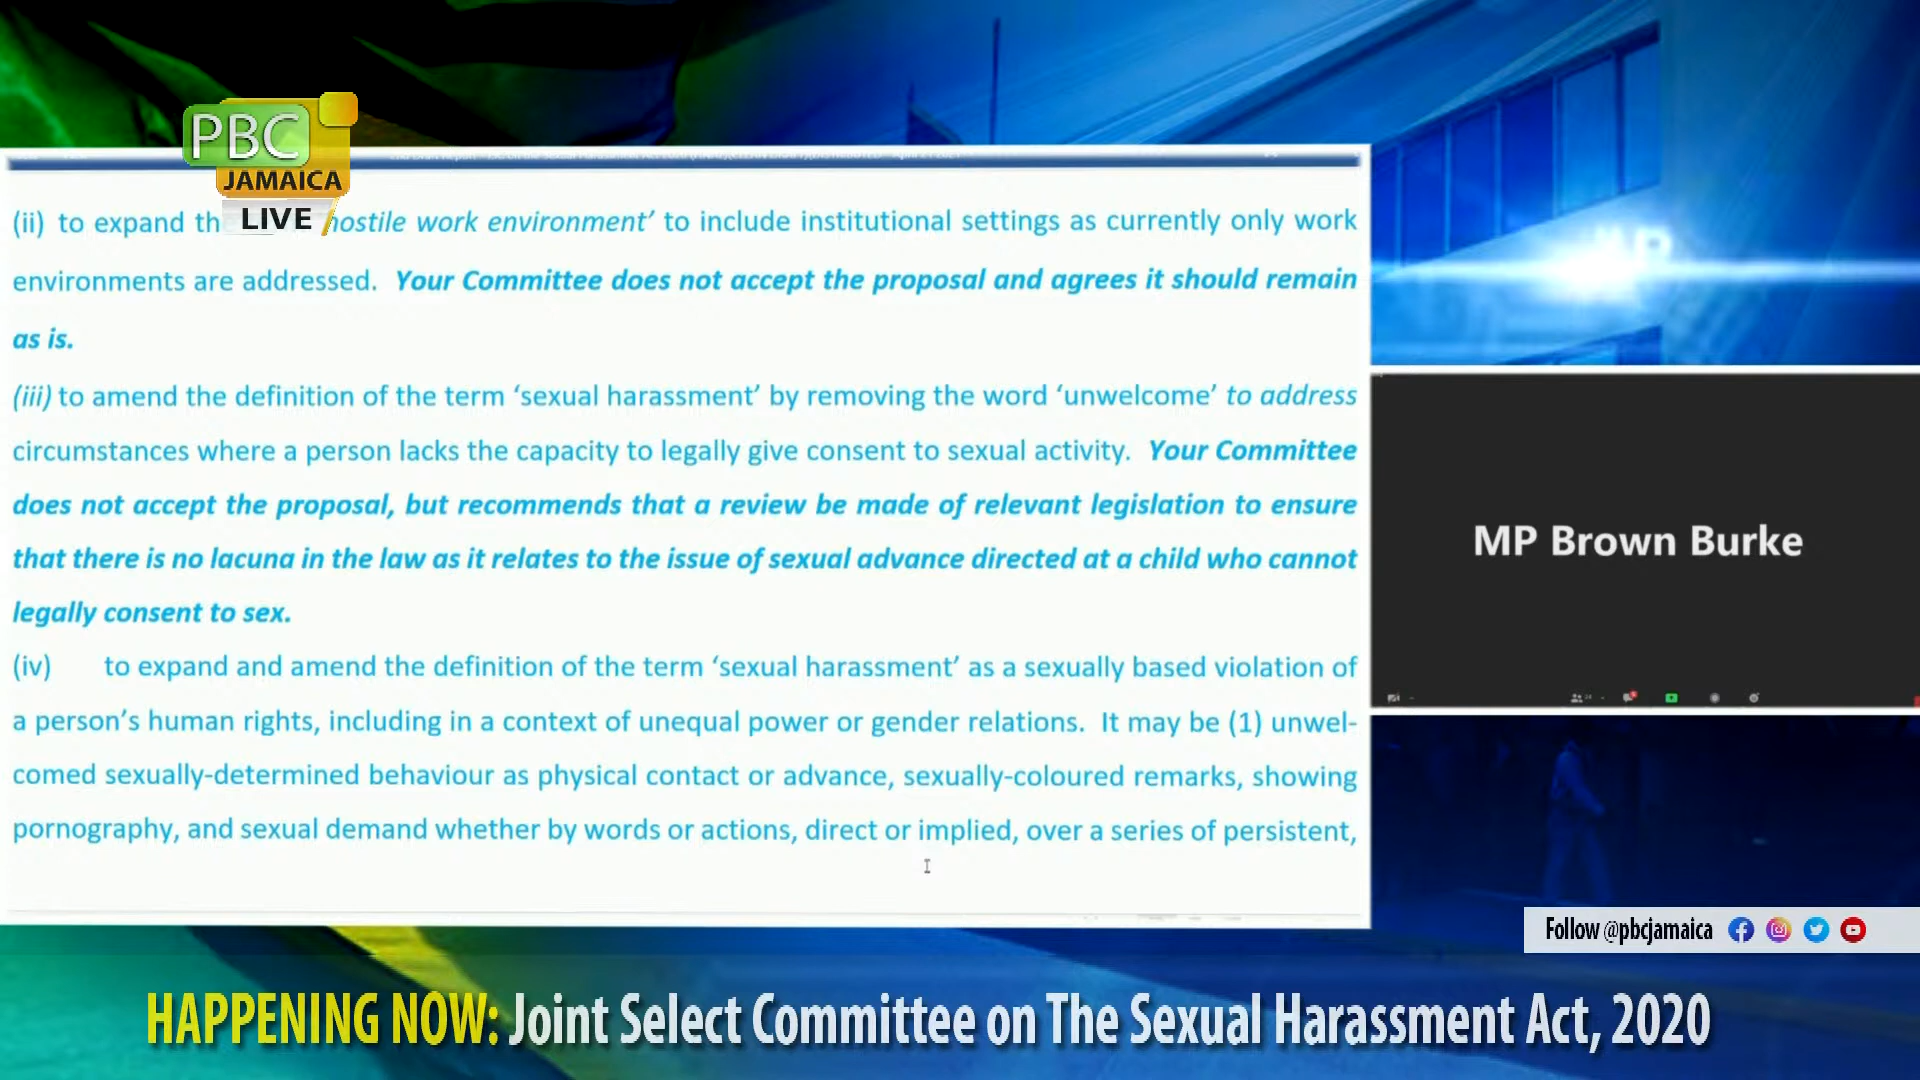 PBC
JAMAICA
LIVE
(ii) to expand th ostile work environment’ to include institutional settings as currently only work
environments are addressed. Your Committee does not accept the proposal and agrees it should remain
as is.
(iii) to amend the definition of the term ‘sexual harassment’ by removing the word ‘unwelcome’ to address
circumstances where a person lacks the capacity to legally give consent to sexual activity. Your Committee
does not accept the proposal, but recommends that a review be made of relevant legislation to ensure
that there is no lacuna in the law as it relates to the issue of sexual advance directed at a child who cannot
legally consent to sex.
(iv) to expand and amend the definition of the term ‘sexual harassment’ as a sexually based violation of
a person’s human rights, including in a context of unequal power or gender relations. It may be (1) unwel-
comed sexually-determined behaviour as physical contact or advance, sexually-coloured remarks, showing
pornography, and sexual demand whether by words or actions, direct or implied, over a series of persistent,
MP Brown Burke
Follow @pbcjamaica
HAPPENING NOW: Joint Select Committee on The Sexual Harassment Act, 2020